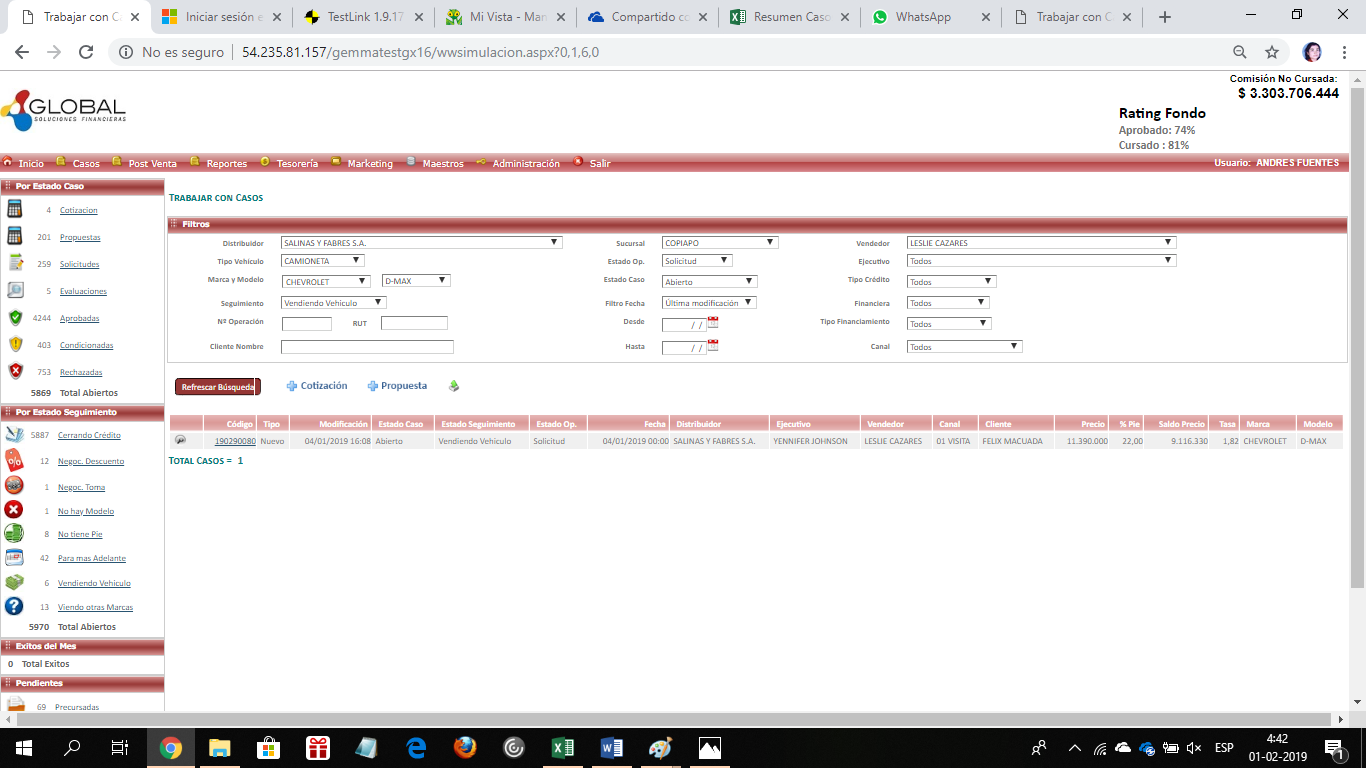 Trabajar con C
Iniciar sesión e
TestLink 1.9.17
Mi Vista - Man
Compartido co
Resumen Caso
WhatsApp
Trabajar con C
No es seguro
54.235.81.157/gemmatestgx16/wwsimulacion.aspx?0,1,6,0
Comisión No Cursada:
$ 3.303.706.444
GLOBAL
SOLUCIONES FINANCIERAS
Rating Fondo
Aprobado: 74%
Cursado : 81%
Inicio Casos Post Venta Reportes Tesorería Marketing Maestros Administración Salir Usuario: ANDRES FUENTES
Por Estado Caso
4 Cotizacion
201 Propuestas
259 Solicitudes
5 Evaluaciones
4244 Aprobadas
403 Condicionadas
753 Rechazadas
5869 Total Abiertos
Por Estado Seguimiento
5887 Cerrando Crédito
12 Negoc. Descuento
1 Negoc. Toma
1 No hay Modelo
8 No tiene Pie
42 Para mas Adelante
6 Vendiendo Vehiculo
13 Viendo otras Marcas
5970 Total Abiertos
Exitos del Mes
0 Total Exitos
Pendientes
69 Precursadas
TRABAJAR CON CASOS
Filtros
Distribuidor SALINAS Y FABRES S.A. Sucursal COPIAPO Vendedor LESLIE CAZARES
Tipo Vehículo CAMIONETA Estado Op. Solicitud Ejecutivo Todos
Marca y Modelo CHEVROLET D-MAX Estado Caso Abierto Tipo Crédito Todos
Seguimiento Vendiendo Vehiculo Filtro Fecha Última modificación Financiera Todos
Nº Operación RUT Desde / / Tipo Financiamiento Todos
Cliente Nombre Hasta / / Canal Todos
Refrescar Búsqueda Cotización Propuesta
Código Tipo Modificación Estado Caso Estado Seguimiento Estado Op. Fecha Distribuidor Ejecutivo Vendedor Canal Cliente Precio % Pie Saldo Precio Tasa Marca Modelo
190290080 Nuevo 04/01/2019 16:08 Abierto Vendiendo Vehiculo Solicitud 04/01/2019 00:00 SALINAS Y FABRES S.A. YENNIFER JOHNSON LESLIE CAZARES 01 VISITA FELIX MACUADA 11.390.000 22,00 9.116.330 1,82 CHEVROLET D-MAX
TOTAL CASOS = 1
ESP
4:42
01-02-2019
1